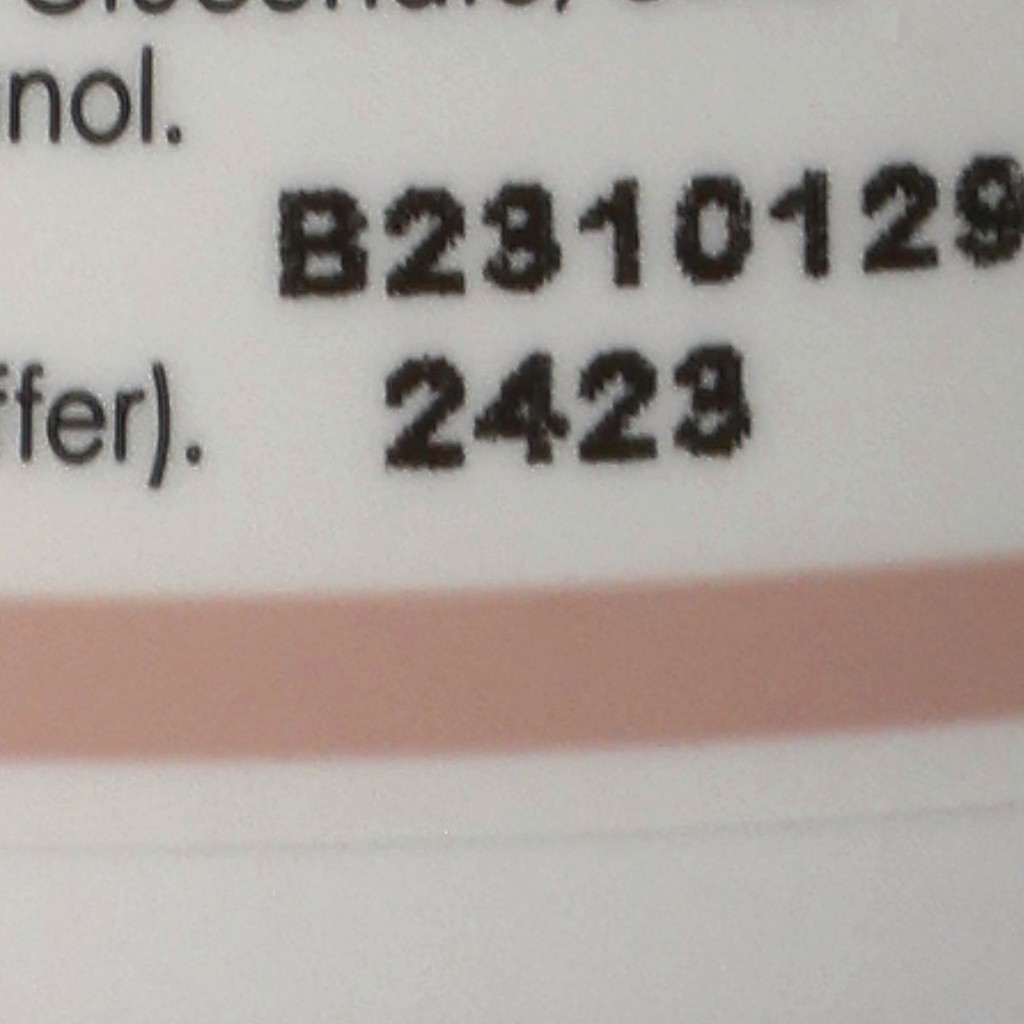 nol.
B2310129
ffer). 2423